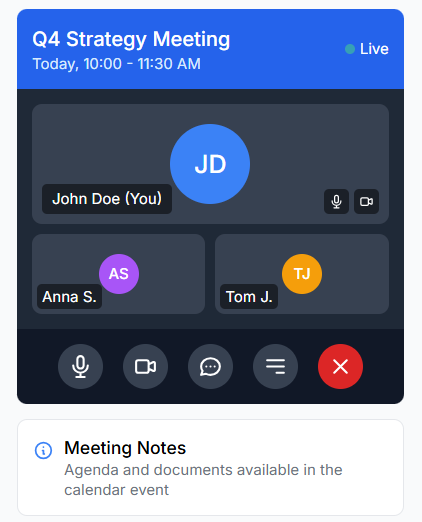 Q4 Strategy Meeting
Today, 10:00 - 11:30 AM
Live
JD
John Doe (You)
AS
Anna S.
TJ
Tom J.
Meeting Notes
Agenda and documents available in the
calendar event